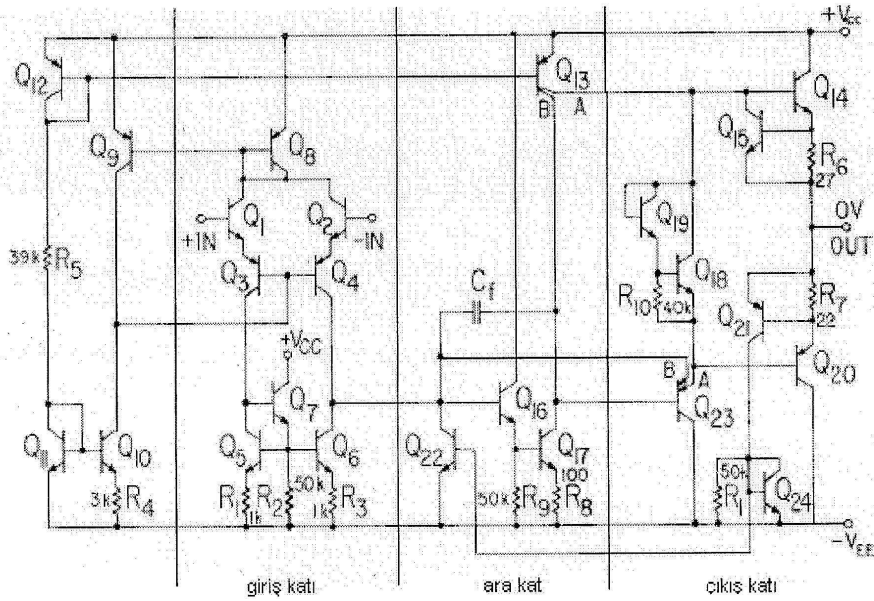 +Vcc
Q12
Q13
B A
Q14
Q15
R6
27
Q9
Q8
Q1
Q2
+IN
-IN
Q19
0V
OUT
39k R5
Q3
Q4
Cf
Q18
R10 40k
R7
22
Q21
+VCC
B A
Q20
Q7
Q16
Q23
Q11
Q10
Q5
Q6
Q22
Q17
100
3k R4
R1 1k
R2 50k
1k R3
50k R9
R8
50k
R1
Q24
-VEE
giriş katı
ara kat
çıkış katı